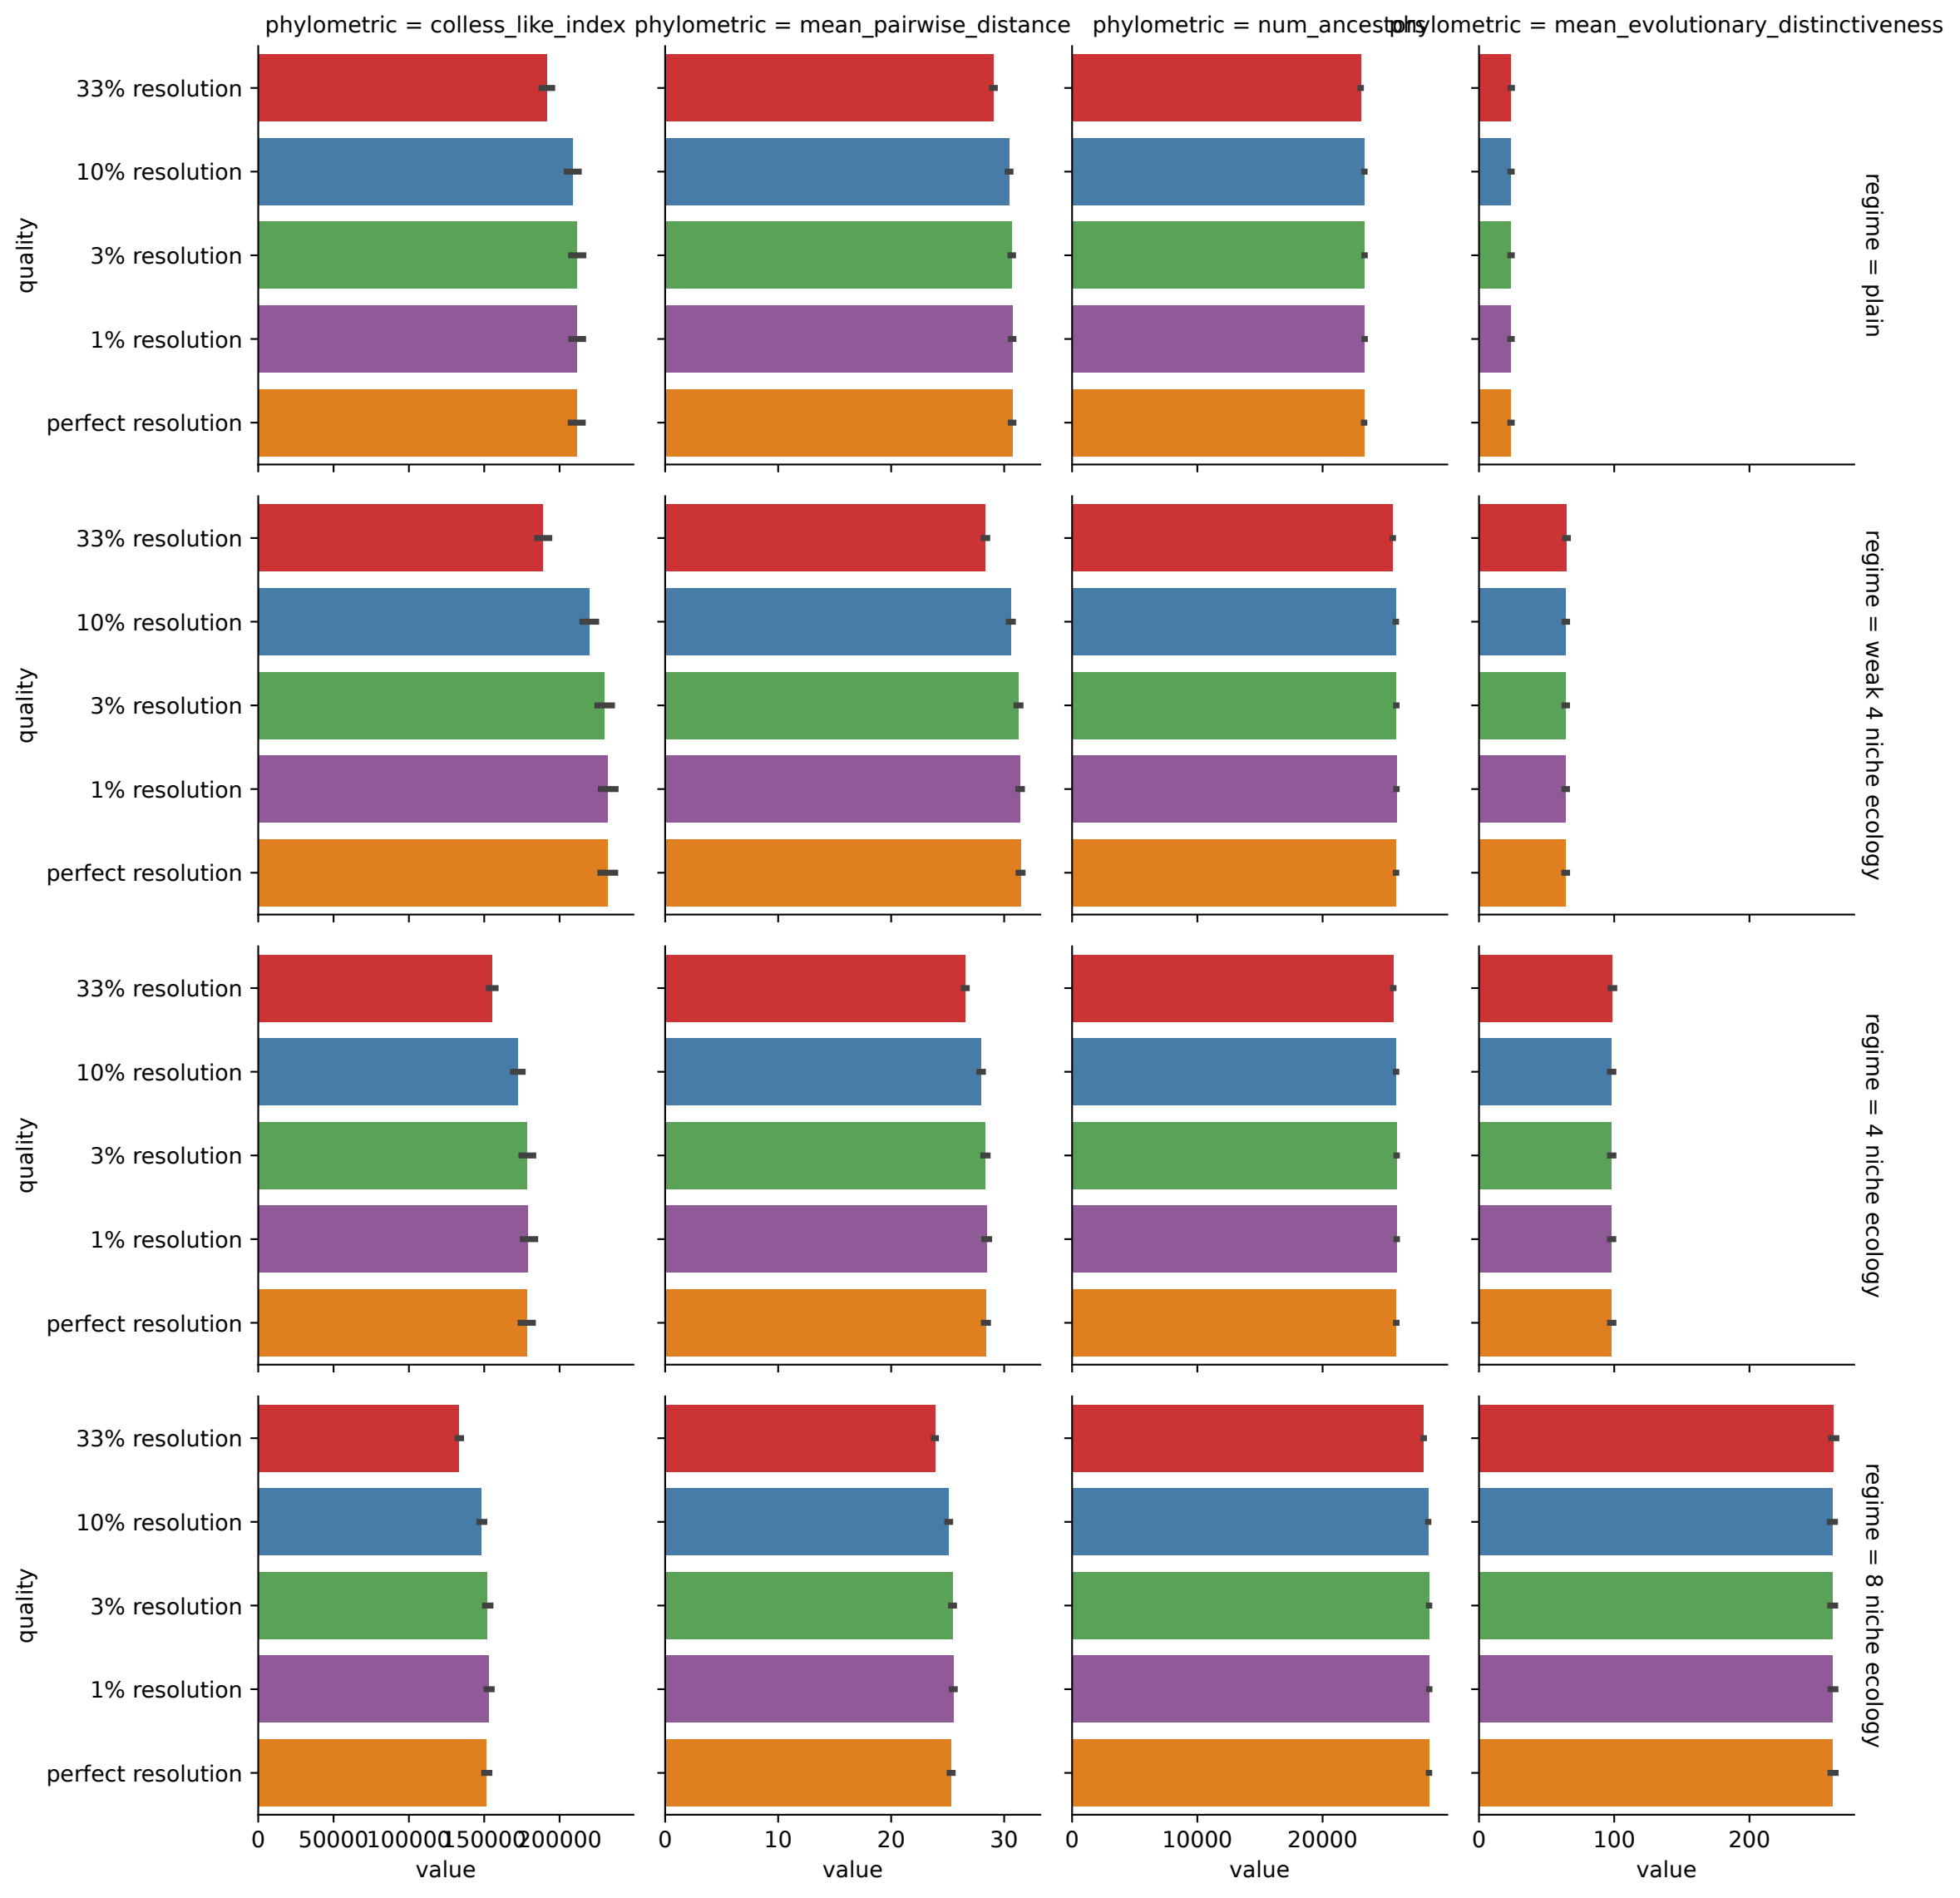 phylometric = colless_like_index
phylometric = mean_pairwise_distance
phylometric = num_ancestors
phylometric = mean_evolutionary_distinctiveness
quality
33% resolution
10% resolution
3% resolution
1% resolution
perfect resolution
regime = plain
quality
33% resolution
10% resolution
3% resolution
1% resolution
perfect resolution
0
100
200
regime = weak 4 niche ecology
quality
33% resolution
10% resolution
3% resolution
1% resolution
perfect resolution
regime = 4 niche ecology
quality
33% resolution
10% resolution
3% resolution
1% resolution
perfect resolution
regime = 8 niche ecology
0 50000 100000 150000 200000
0 10 20 30
0 10000 20000
0 100 200
value
value
value
value